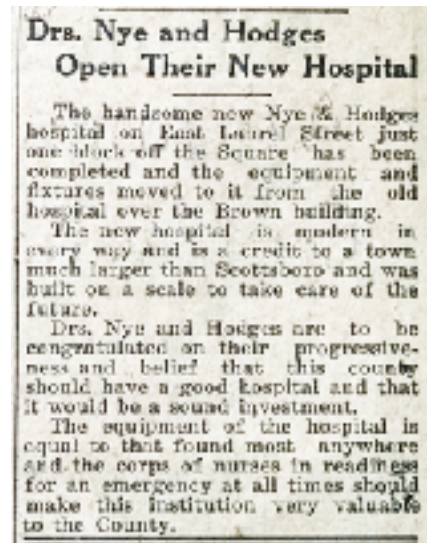 Drs. Nye and Hodges
Open Their New Hospital
The handsome new Nye & Hodges
hospital on East Laurel Street just
one block off the Square has been
completed and the equipment and
fixtures moved to it from the old
hospital over the Brown building.
The new hospital is modern in
every way and is a credit to a town
much larger than Scottsboro and was
built on a scale to take care of the
future.
Drs. Nye and Hodges are to be
congratulated on their progressive-
ness and belief that this county
should have a good hospital and that
it would be a sound investment.
The equipment of the hospital is
equal to that found most anywhere
and the corps of nurses in readiness
for an emergency at all times should
make this institution very valuable
to the County.